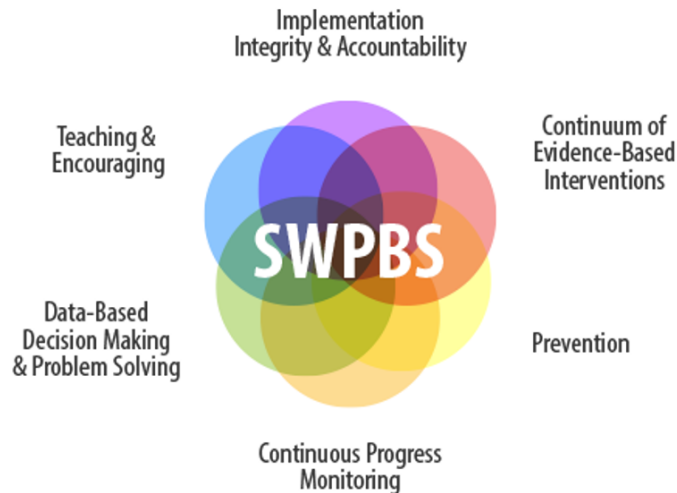 Implementation
Integrity & Accountability
Teaching &
Encouraging
Continuum of
Evidence-Based
Interventions
SWPBS
Data-Based
Decision Making
& Problem Solving
Prevention
Continuous Progress
Monitoring